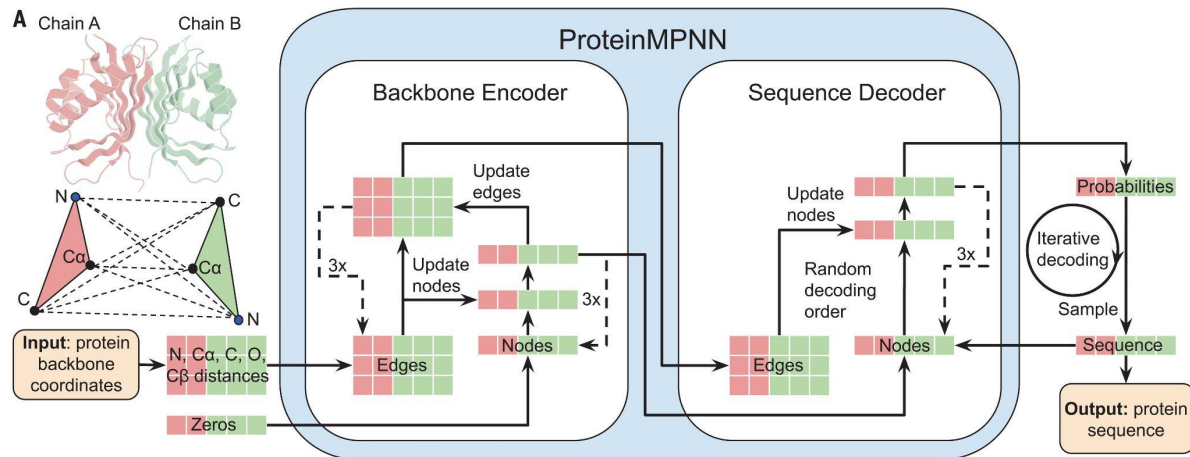 A
Chain A
Chain B
ProteinMPNN
Backbone Encoder
Sequence Decoder
N
C
Cα
Cα
C
N
Update
edges
3x
Update
nodes
3x
Update
nodes
Random
decoding
order
3x
Probabilities
Iterative
decoding
Sample
Input: protein
backbone
coordinates
N, Cα, C, O,
Cβ distances
Zeros
Edges
Nodes
Edges
Nodes
Sequence
Output: protein
sequence